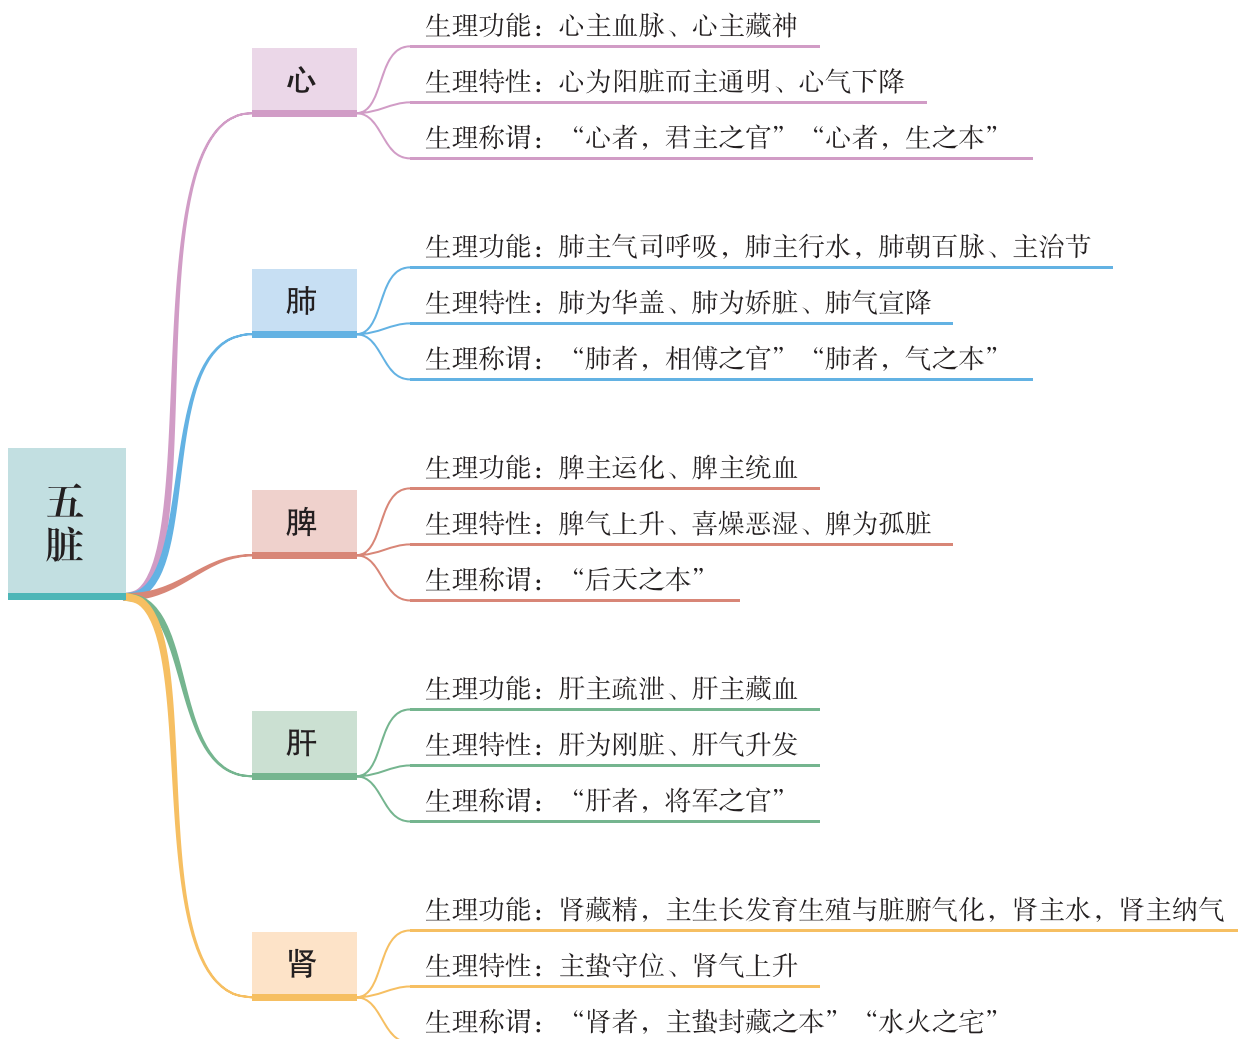 五
脏
心
生理功能：心主血脉、心主藏神
生理特性：心为阳脏而主通明、心气下降
生理称谓：“心者，君主之官”“心者，生之本”
肺
生理功能：肺主气司呼吸，肺主行水，肺朝百脉、主治节
生理特性：肺为华盖、肺为娇脏、肺气宣降
生理称谓：“肺者，相傅之官”“肺者，气之本”
脾
生理功能：脾主运化、脾主统血
生理特性：脾气上升、喜燥恶湿、脾为孤脏
生理称谓：“后天之本”
肝
生理功能：肝主疏泄、肝主藏血
生理特性：肝为刚脏、肝气升发
生理称谓：“肝者，将军之官”
肾
生理功能：肾藏精，主生长发育生殖与脏腑气化，肾主水，肾主纳气
生理特性：主蛰守位、肾气上升
生理称谓：“肾者，主蛰封藏之本”“水火之宅”